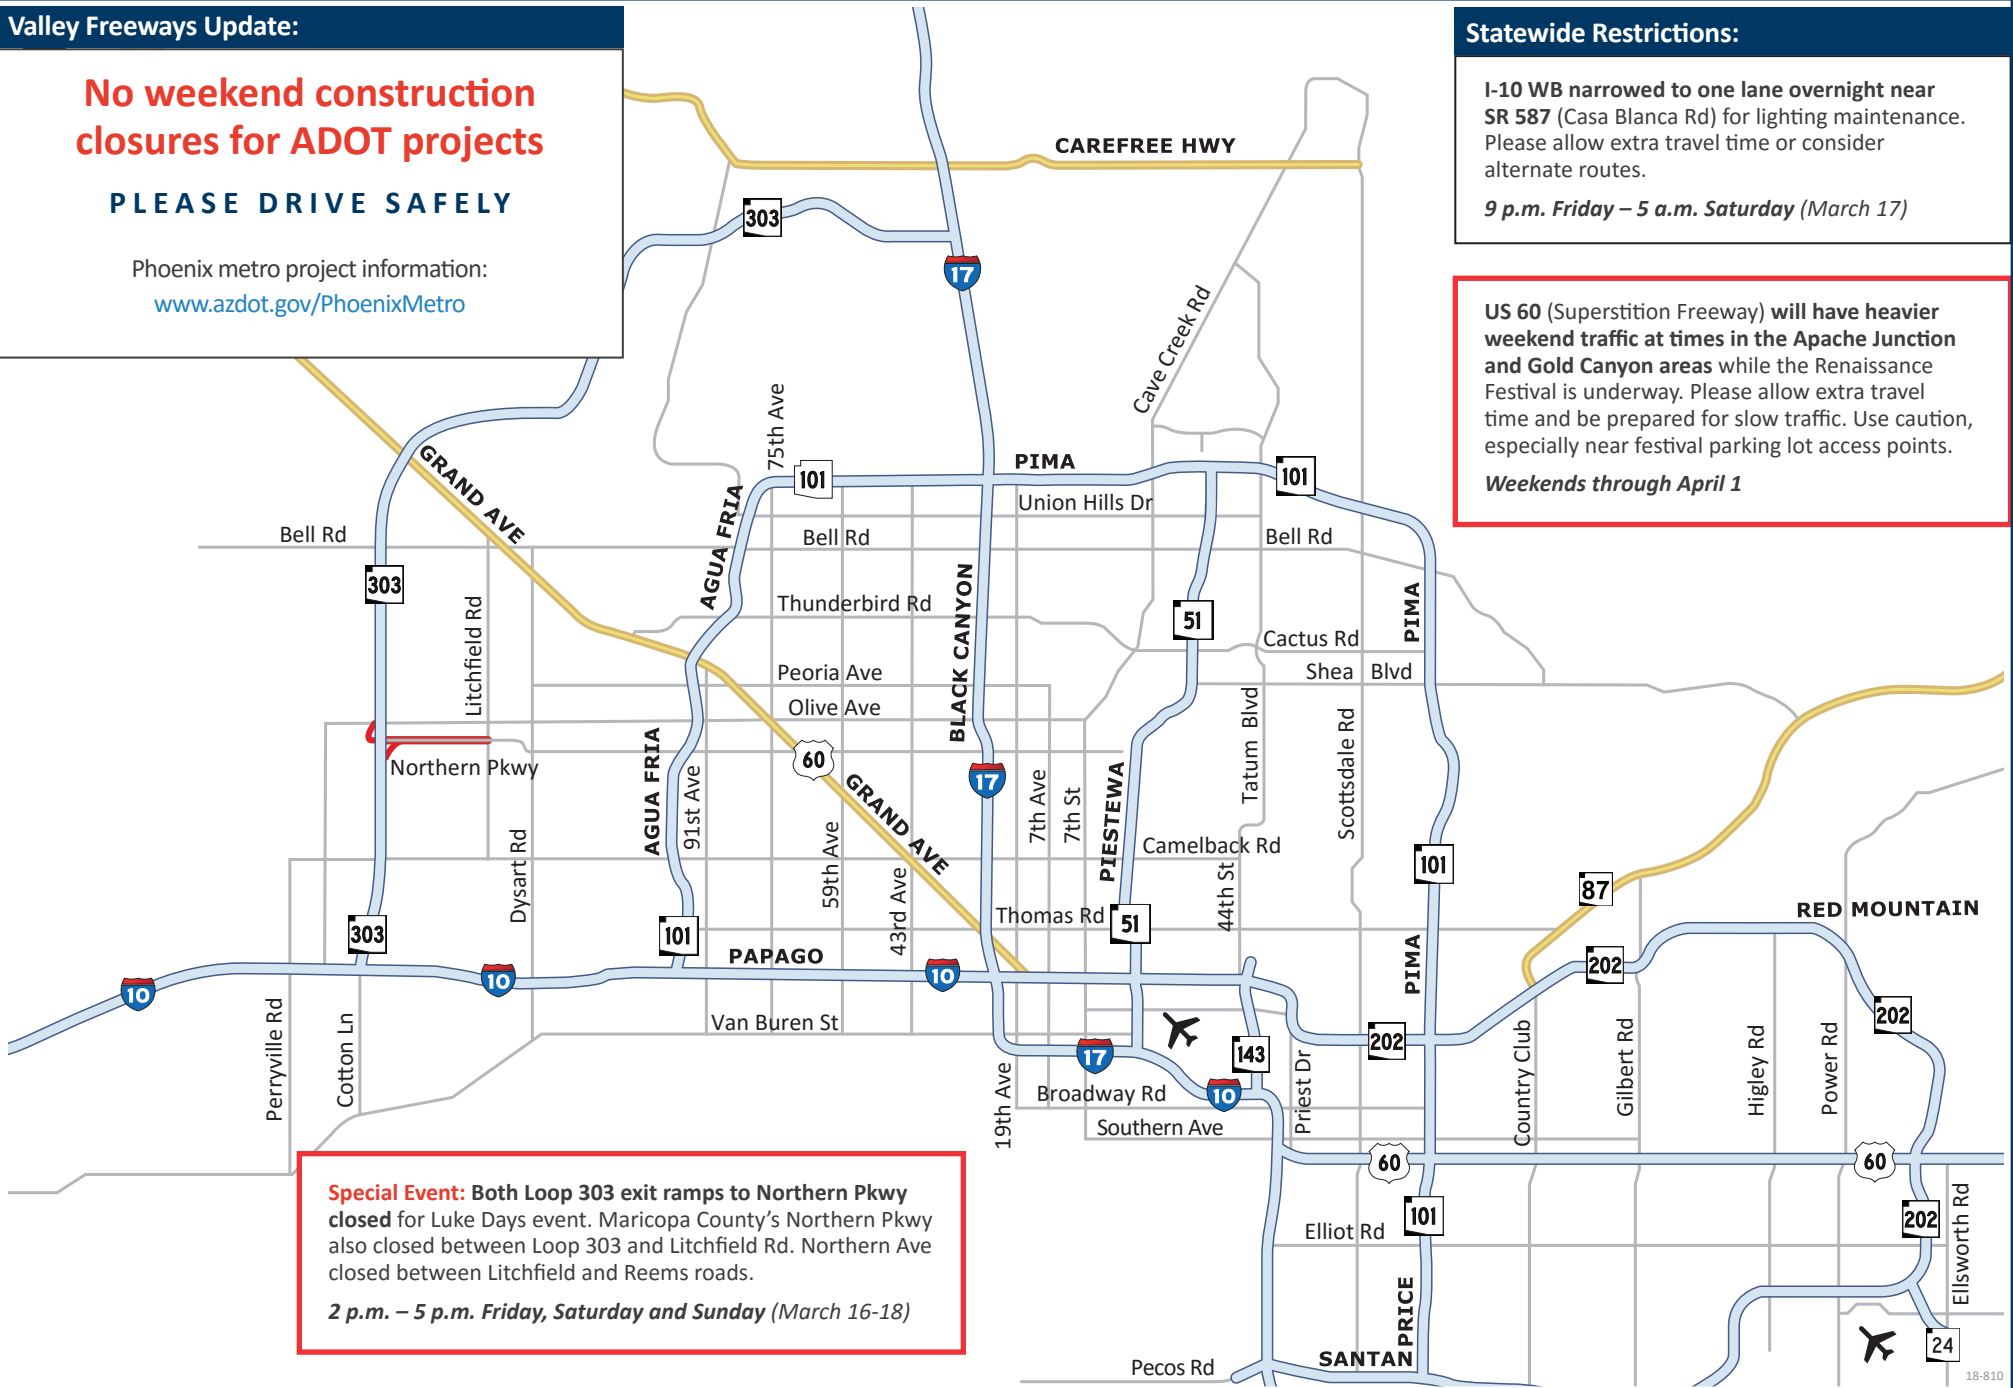 Valley Freeways Update:
No weekend construction
closures for ADOT projects
PLEASE DRIVE SAFELY
Phoenix metro project information:
www.azdot.gov/PhoenixMetro
Statewide Restrictions:
I-10 WB narrowed to one lane overnight near
SR 587 (Casa Blanca Rd) for lighting maintenance.
Please allow extra travel time or consider
alternate routes.
9 p.m. Friday – 5 a.m. Saturday (March 17)
US 60 (Superstition Freeway) will have heavier
weekend traffic at times in the Apache Junction
and Gold Canyon areas while the Renaissance
Festival is underway. Please allow extra travel
time and be prepared for slow traffic. Use caution,
especially near festival parking lot access points.
Weekends through April 1
CAREFREE HWY
303
17
Cave Creek Rd
75th Ave
GRAND AVE
PIMA
101
101
Union Hills Dr
AGUA FRIA
Bell Rd
Bell Rd
Bell Rd
303
BLACK CANYON
PIMA
Litchfield Rd
Thunderbird Rd
51
Cactus Rd
Peoria Ave
Shea Blvd
Olive Ave
Tatum Blvd
Scottsdale Rd
Northern Pkwy
60
17
AGUA FRIA
91st Ave
GRAND AVE
7th Ave
7th St
PIESTEWA
Camelback Rd
101
Dysart Rd
59th Ave
43rd Ave
44th St
87
Thomas Rd
51
RED MOUNTAIN
303
101
PAPAGO
PIMA
202
10
10
10
Perryville Rd
Cotton Ln
Van Buren St
202
202
17
143
Priest Dr
Country Club
Gilbert Rd
Higley Rd
Power Rd
19th Ave
Broadway Rd
10
Southern Ave
60
60
Special Event: Both Loop 303 exit ramps to Northern Pkwy
closed for Luke Days event. Maricopa County’s Northern Pkwy
also closed between Loop 303 and Litchfield Rd. Northern Ave
closed between Litchfield and Reems roads.
2 p.m. – 5 p.m. Friday, Saturday and Sunday (March 16-18)
101
202
Ellsworth Rd
Elliot Rd
PRICE
SANTAN
Pecos Rd
24
18-810